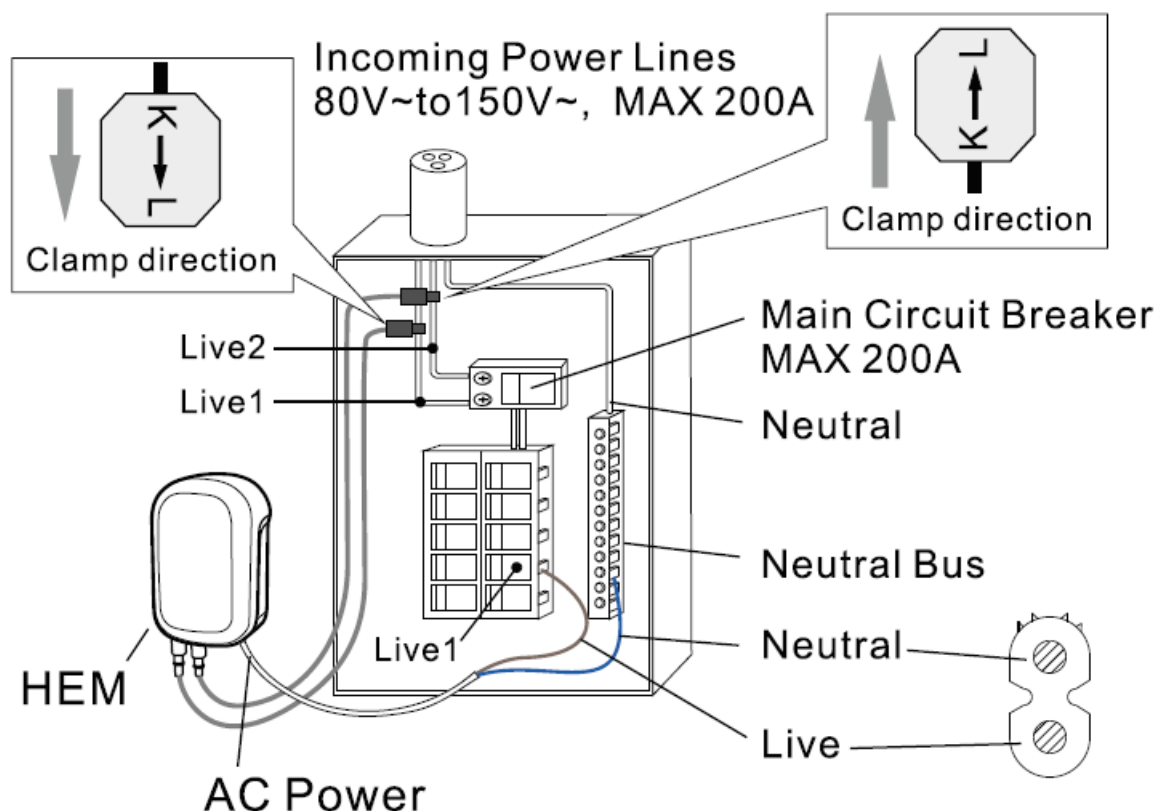 Incoming Power Lines
80V~to150V~, MAX 200A
K
L
Clamp direction
L
K
Clamp direction
Live2
Live1
Main Circuit Breaker
MAX 200A
Neutral
Neutral Bus
Live1
Neutral
HEM
Live
AC Power